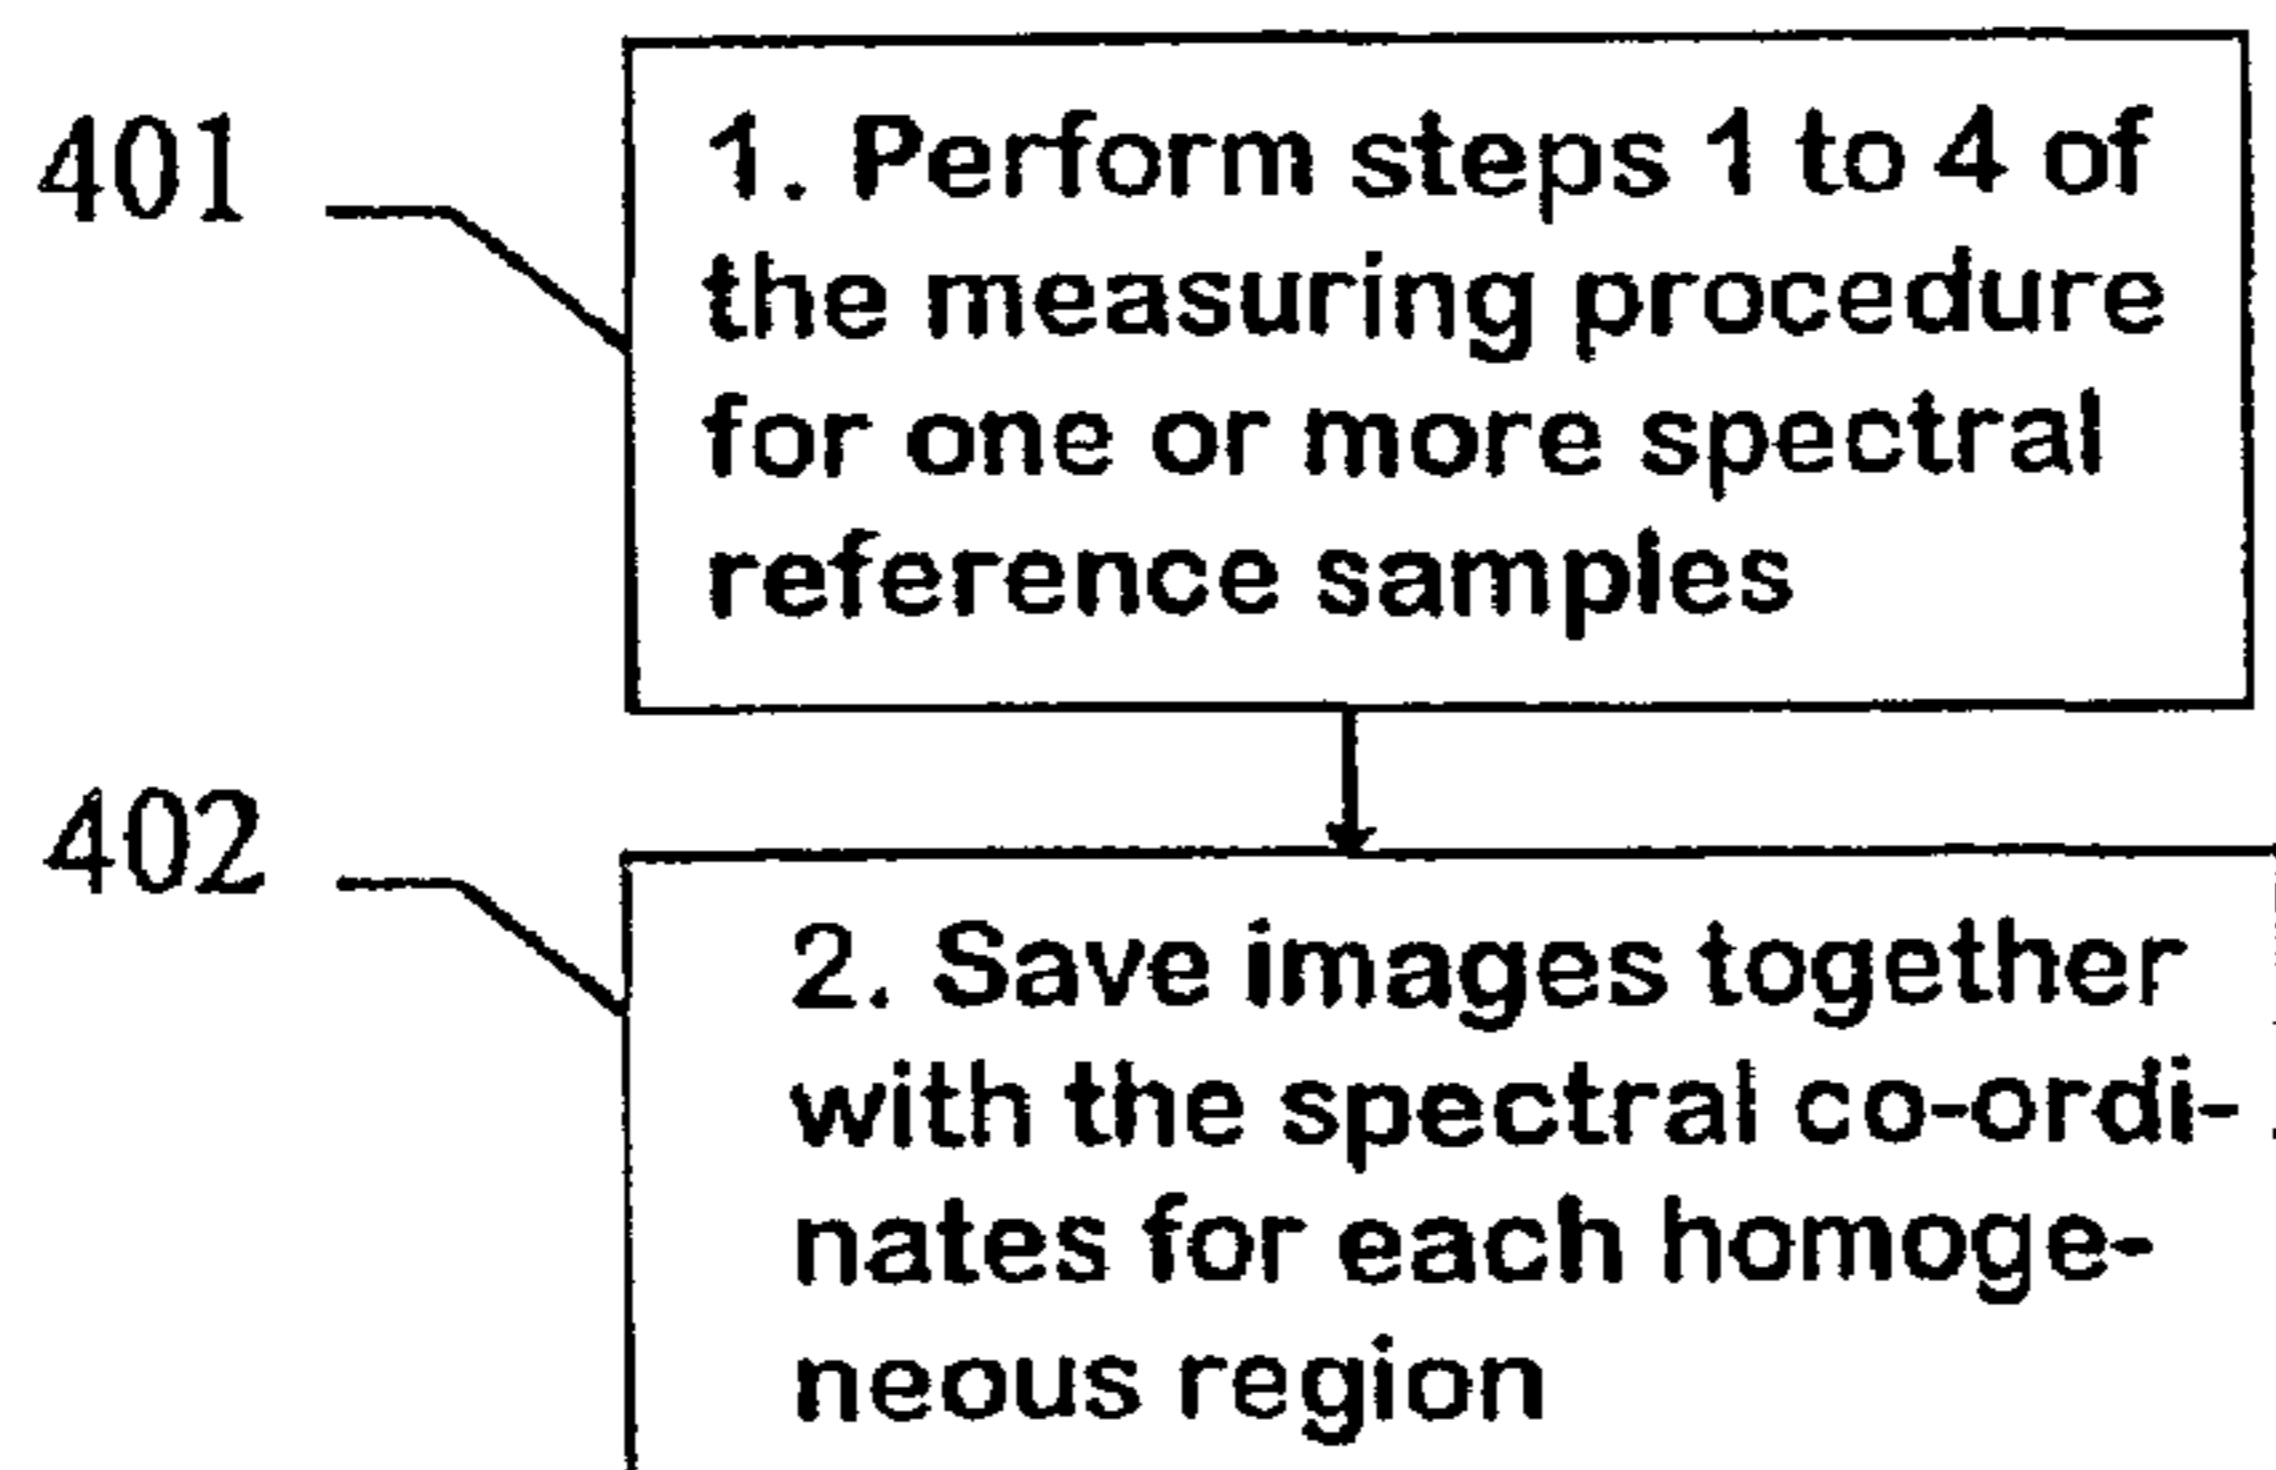 401
1. Perform steps 1 to 4 of
the measuring procedure
for one or more spectral
reference samples
402
2. Save images together
with the spectral co-ordi-
nates for each homoge-
neous region